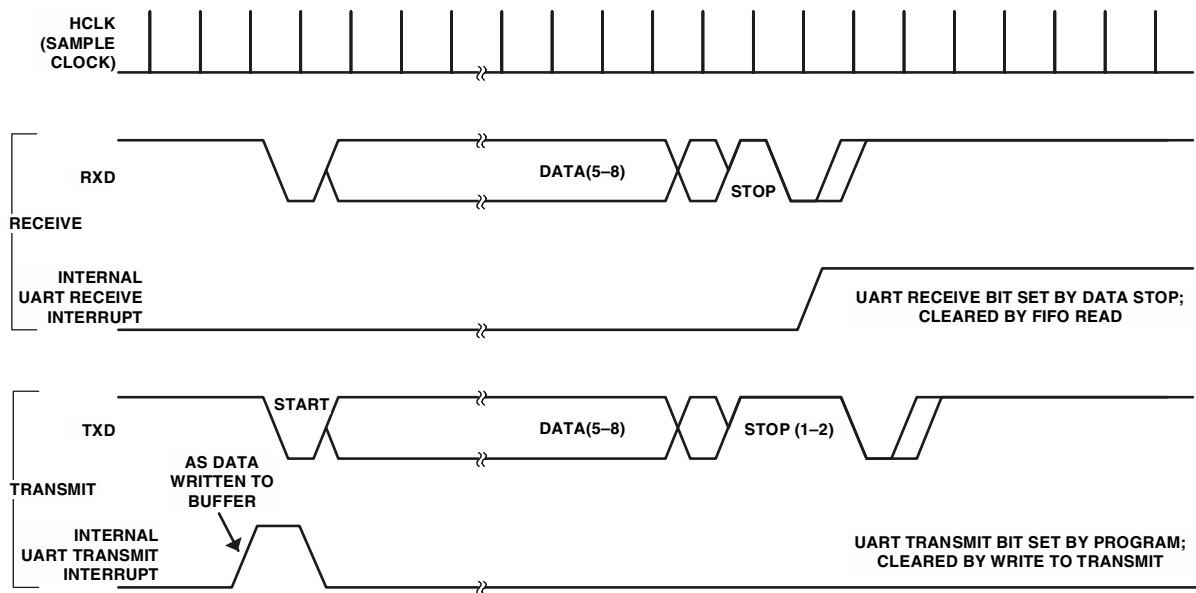 HCLK
(SAMPLE
CLOCK)
RXD
DATA(5–8)
STOP
RECEIVE
INTERNAL
UART RECEIVE
INTERRUPT
UART RECEIVE BIT SET BY DATA STOP;
CLEARED BY FIFO READ
START
TXD
DATA(5–8)
STOP (1–2)
AS DATA
WRITTEN TO
BUFFER
TRANSMIT
INTERNAL
UART TRANSMIT
INTERRUPT
UART TRANSMIT BIT SET BY PROGRAM;
CLEARED BY WRITE TO TRANSMIT